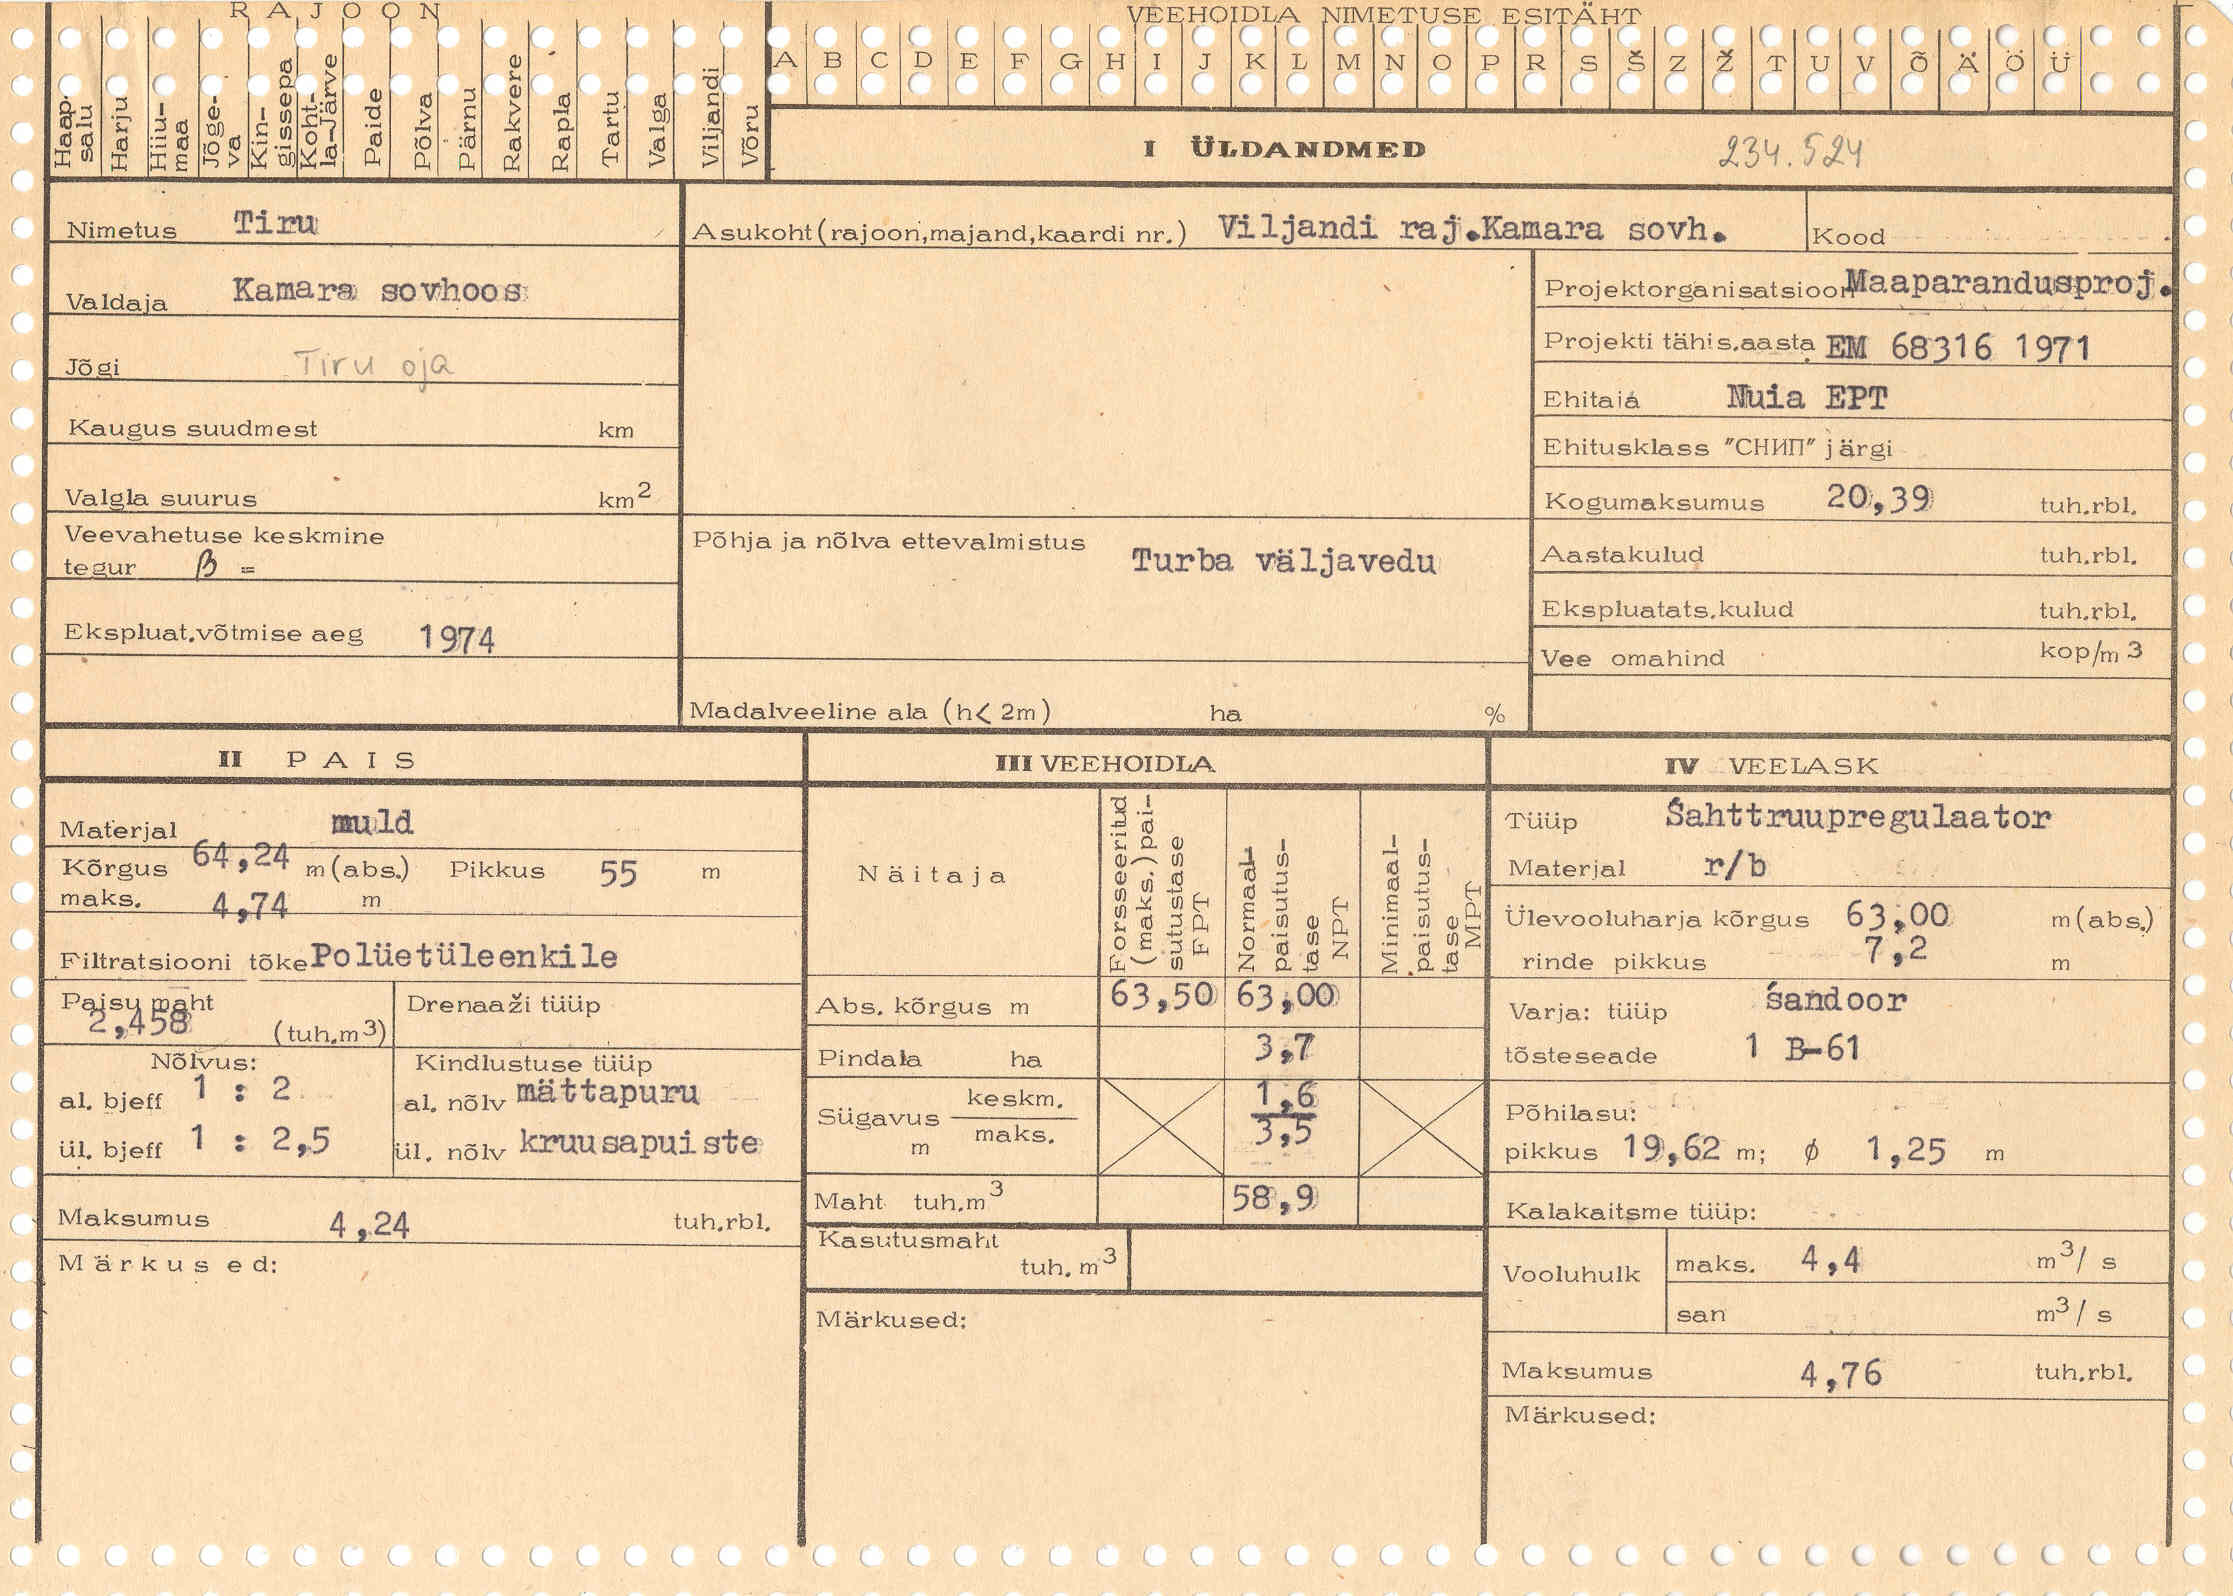 RAJOON
VEEHOIDLA NIMETUSE ESITÄHT
A B C D E F G H I J K L M N O P R S Š Z Ž T U V Õ Ä Ö Ü
Haap-salu
Harju
Hiiu-maa
Jõge-va
Kin-gissepa
Koht-la-Järve
Paide
Põlva
Pärnu
Rakvere
Rapla
Tartu
Valga
Viljandi
Võru
I ÜLDANDMED 234.524
Nimetus Tiru
Asukoht (rajoon,majand,kaardi nr.) Viljandi raj.Kamara sovh.
Kood
Valdaja Kamara sovhoos
Jõgi Tiru oja
Kaugus suudmest km
Valgla suurus km2
Veevahetuse keskmine
tegur β =
Ekspluat.võtmise aeg 1974
Põhja ja nõlva ettevalmistus Turba väljavedu
Madalveeline ala (h< 2m) ha %
Projektorganisatsioon Maaparandusproj.
Projekti tähis.aasta EM 68316 1971
Ehitaja Nuia EPT
Ehitusklass "СНИП" järgi
Kogumaksumus 20,39 tuh.rbl.
Aastakulud tuh.rbl.
Ekspluatats.kulud tuh.rbl.
Vee omahind kop/m3
II PAIS
Materjal muld
Kõrgus 64,24 m(abs.) Pikkus 55 m
maks. 4,74 m
Filtratsiooni tõke Polüetüleenkile
Paisu maht
2,458 (tuh.m3)
Drenaaži tüüp
Nõlvus:
al. bjeff 1 : 2
ül. bjeff 1 : 2,5
Kindlustuse tüüp
al. nõlv mättapuru
ül. nõlv kruusapuiste
Maksumus 4,24 tuh.rbl.
Märkused:
III VEEHOIDLA
Näitaja
Forsseeritud (maks.) pai-sutustase FPT
Normaal-paisutus-tase NPT
Minimaal-paisutus-tase MPT
Abs. kõrgus m 63,50 63,00
Pindala ha 3,7
Sügavus m keskm. 1,6
maks. 3,5
Maht tuh.m3 58,9
Kasutusmaht
tuh.m3
Märkused:
IV VEELASK
Tüüp Šahttruupregulaator
Materjal r/b
Ülevooluharja kõrgus 63,00 m(abs.)
rinde pikkus 7,2 m
Varja: tüüp šandoor
tõsteseade 1 B-61
Põhilasu:
pikkus 19,62 m; ø 1,25 m
Kalakaitsme tüüp:
Vooluhulk maks. 4,4 m3/s
san m3/s
Maksumus 4,76 tuh.rbl.
Märkused: